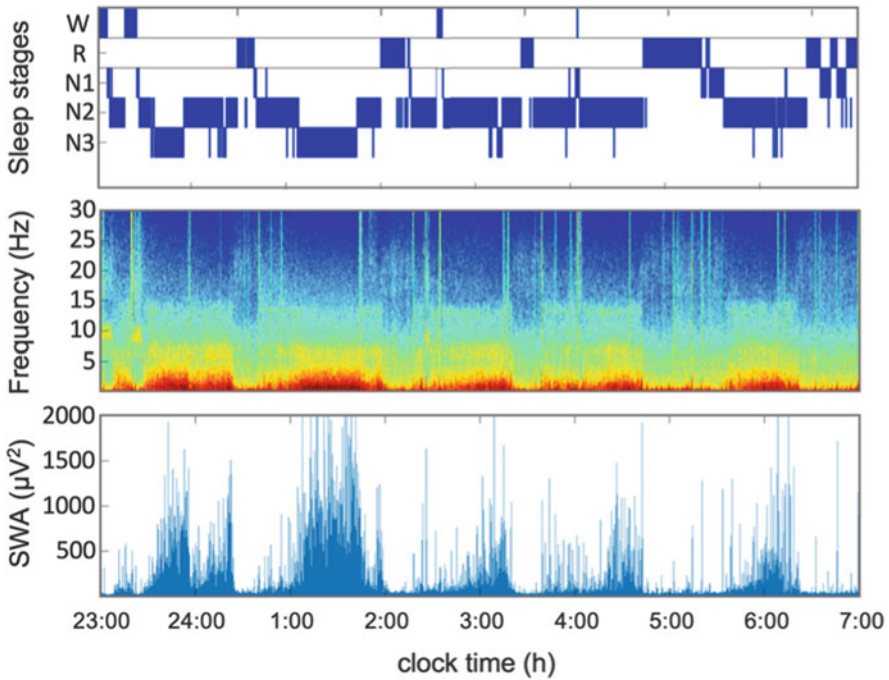 Sleep stages
W
R
N1
N2
N3
Frequency (Hz)
30
25
20
15
10
5
SWA (µV²)
2000
1500
1000
500
23:00 24:00 1:00 2:00 3:00 4:00 5:00 6:00 7:00
clock time (h)